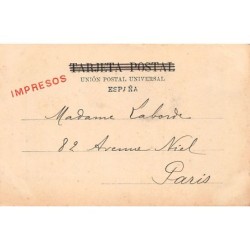 TARJETA POSTAL
UNIÓN POSTAL UNIVERSAL
ESPAÑA
IMPRESOS
Madame Laborde
82 Avenue Niel
Paris